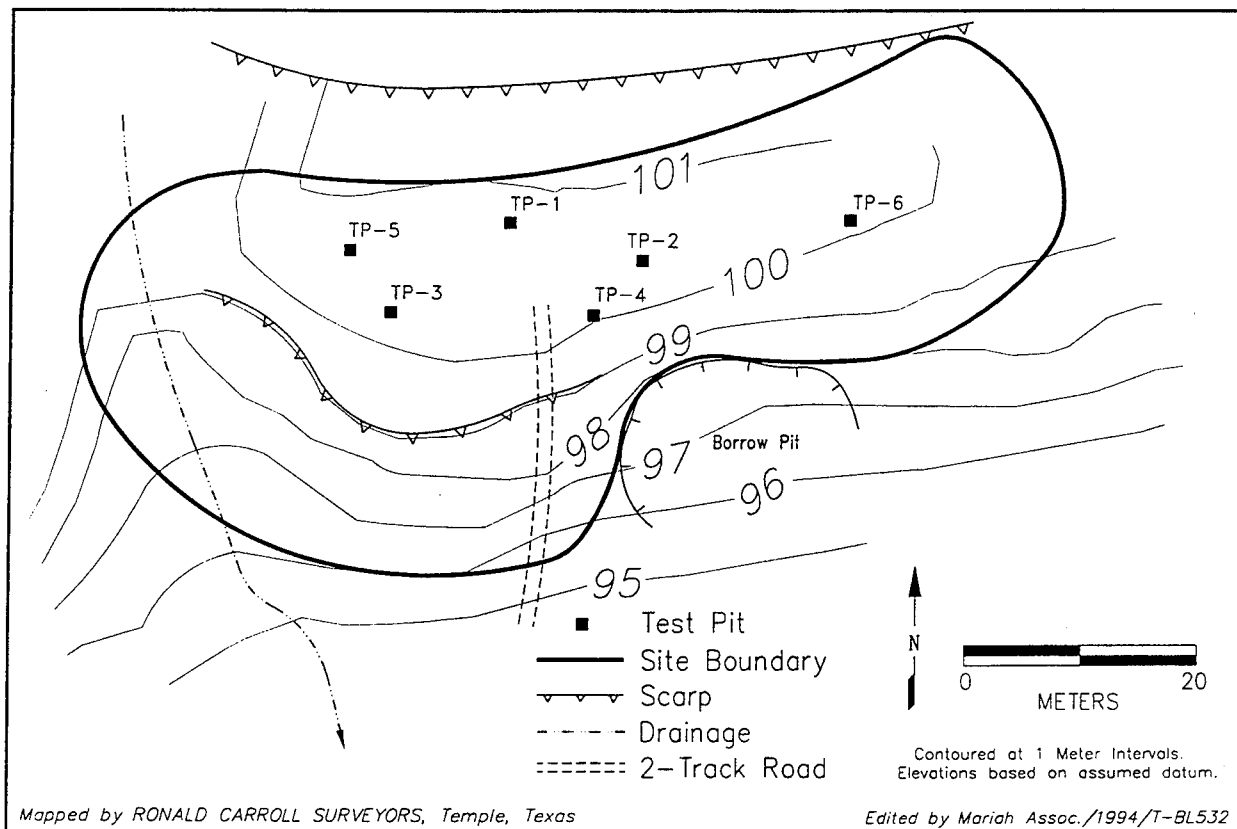 101
TP-1
TP-6
TP-5
TP-2
100
TP-3
TP-4
99
98
97
Borrow Pit
96
95
Test Pit
Site Boundary
Scarp
Drainage
2-Track Road
N
0
20
METERS
Contoured at 1 Meter Intervals.
Elevations based on assumed datum.
Mapped by RONALD CARROLL SURVEYORS, Temple, Texas
Edited by Mariah Assoc./1994/T-BL532